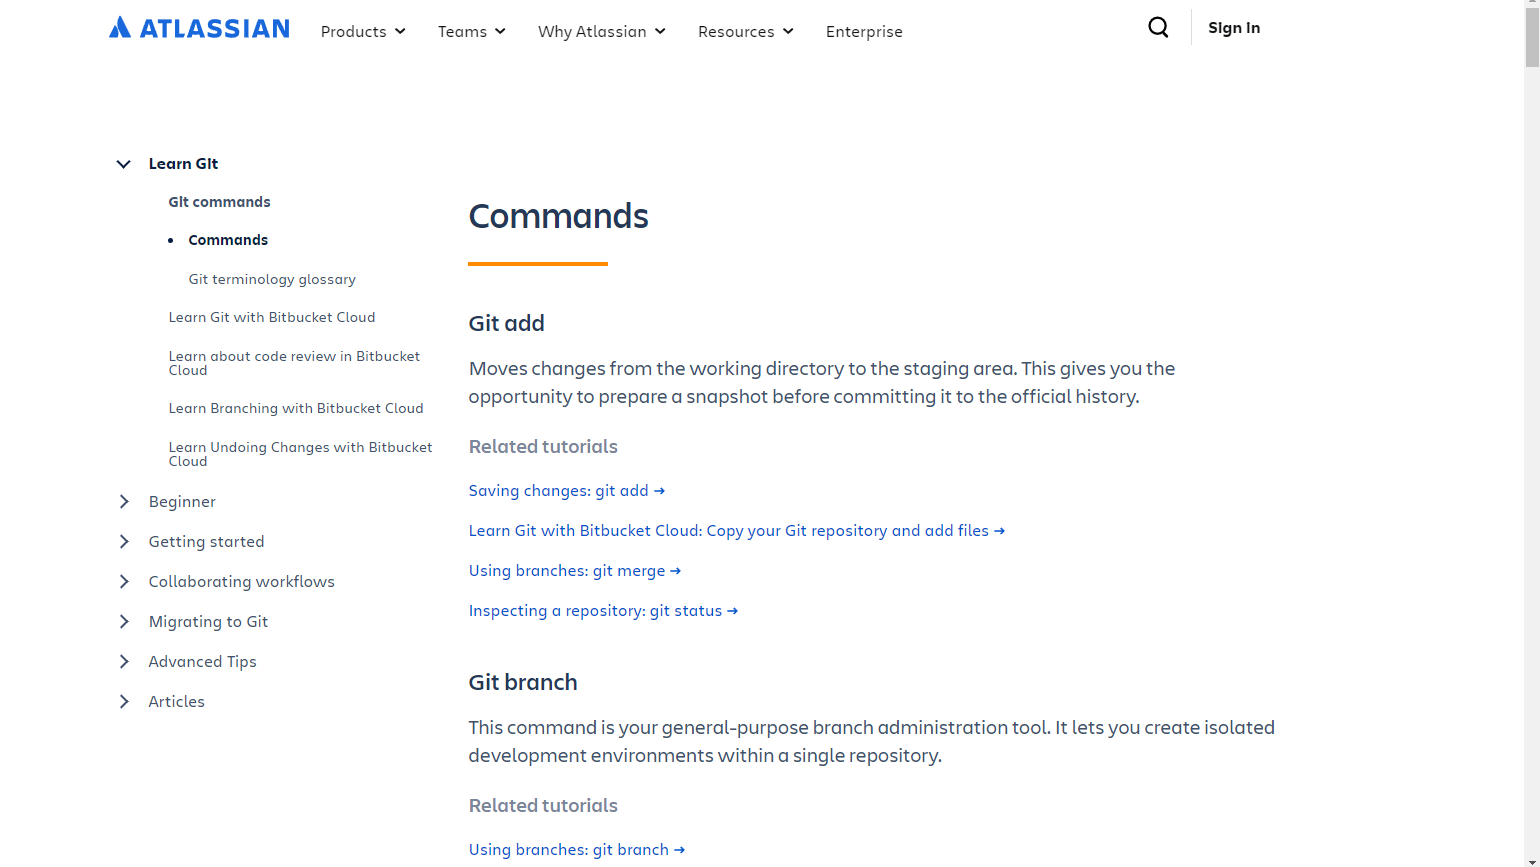 ATLASSIAN
Products
Teams
Why Atlassian
Resources
Enterprise
Sign In
Learn Git
Git commands
Commands
Git terminology glossary
Learn Git with Bitbucket Cloud
Learn about code review in Bitbucket
Cloud
Learn Branching with Bitbucket Cloud
Learn Undoing Changes with Bitbucket
Cloud
Beginner
Getting started
Collaborating workflows
Migrating to Git
Advanced Tips
Articles
Commands
Git add
Moves changes from the working directory to the staging area. This gives you the
opportunity to prepare a snapshot before committing it to the official history.
Related tutorials
Saving changes: git add →
Learn Git with Bitbucket Cloud: Copy your Git repository and add files →
Using branches: git merge →
Inspecting a repository: git status →
Git branch
This command is your general-purpose branch administration tool. It lets you create isolated
development environments within a single repository.
Related tutorials
Using branches: git branch →